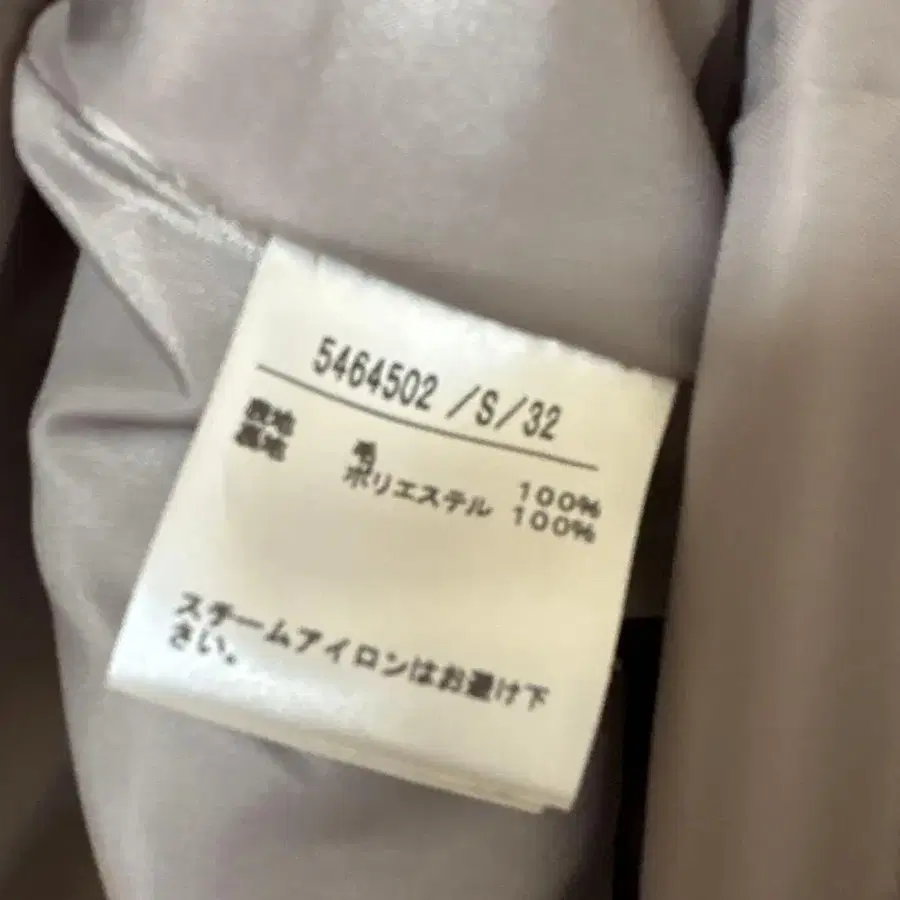 5464502 /S/32
表地 毛 100%
裏地 ポリエステル 100%
スチームアイロンはお避け下
さい。